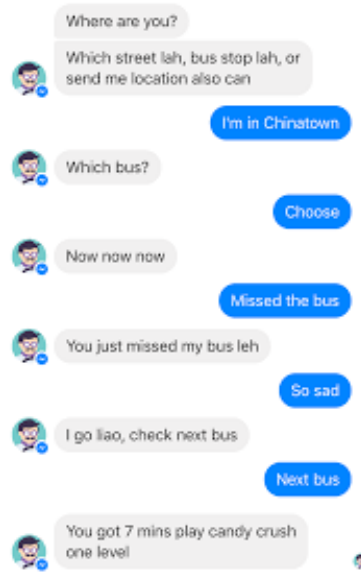 Where are you?
Which street lah, bus stop lah, or
send me location also can
I'm in Chinatown
Which bus?
Choose
Now now now
Missed the bus
You just missed my bus leh
So sad
I go liao, check next bus
Next bus
You got 7 mins play candy crush
one level